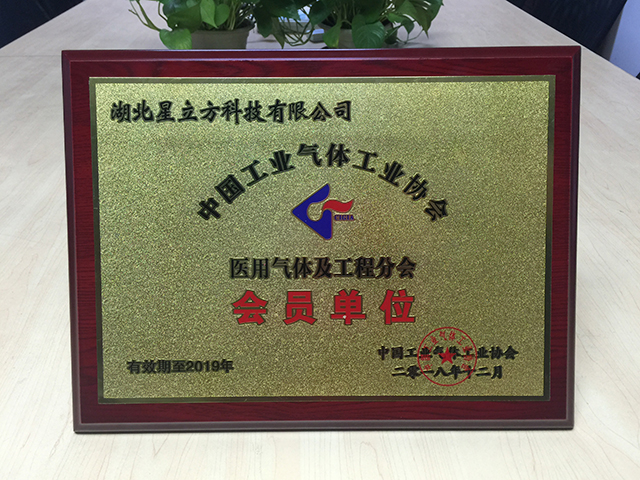 湖北星立方科技有限公司
中国工业气体工业协会
医用气体及工程分会
会员单位
有效期至2019年
中国工业气体工业协会
二零一八年十二月